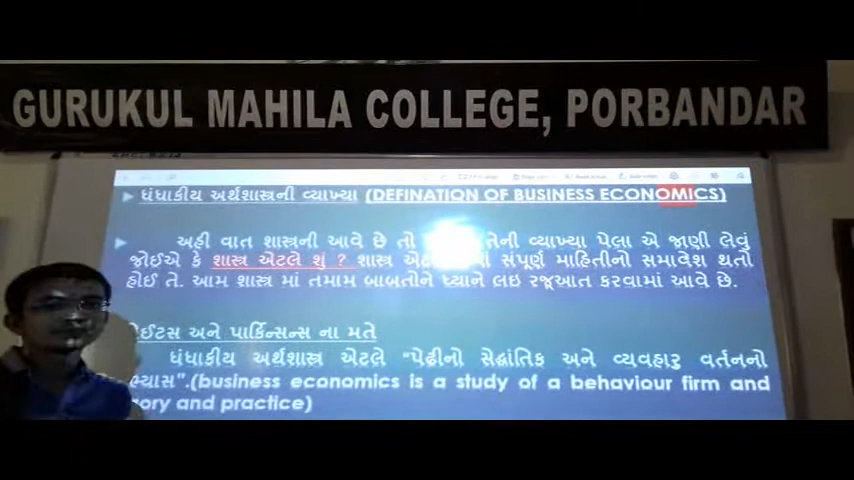 GURUKUL MAHILA COLLEGE, PORBANDAR
ધંધાકીય અર્થશાસ્ત્રની વ્યાખ્યા (DEFINATION OF BUSINESS ECONOMICS)
અહી વાત શાસ્ત્રની આવે છે તો તેની વ્યાખ્યા પેલા એ જાણી લેવું
જોઈએ કે શાસ્ત્ર એટલે શું ? શાસ્ત્ર સંપૂર્ણ માહિતીનો સમાવેશ થતો
હોઈ તે. આમ શાસ્ત્ર માં તમામ બાબતોને ધ્યાને લઇ રજૂઆત કરવામાં આવે છે.
અને પાર્કિન્સન્સ ના મતે
ધંધાકીય અર્થશાસ્ત્ર એટલે "પેઢીનો સેદ્ધાંતિક અને વ્યવહારુ વર્તનનો
(business economics is a study of a behaviour firm and
and practice)